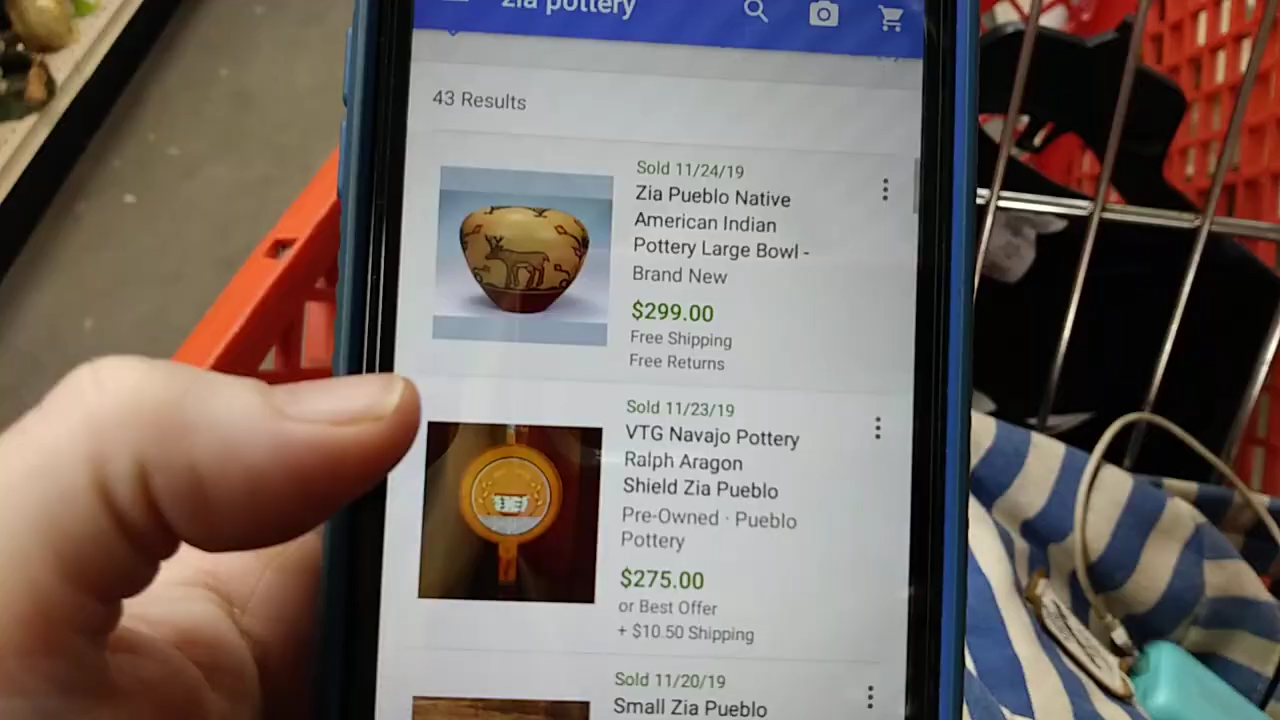 zia pottery
43 Results
Sold 11/24/19
Zia Pueblo Native
American Indian
Pottery Large Bowl -
Brand New
$299.00
Free Shipping
Free Returns
Sold 11/23/19
VTG Navajo Pottery
Ralph Aragon
Shield Zia Pueblo
Pre-Owned · Pueblo
Pottery
$275.00
or Best Offer
+ $10.50 Shipping
Sold 11/20/19
Small Zia Pueblo